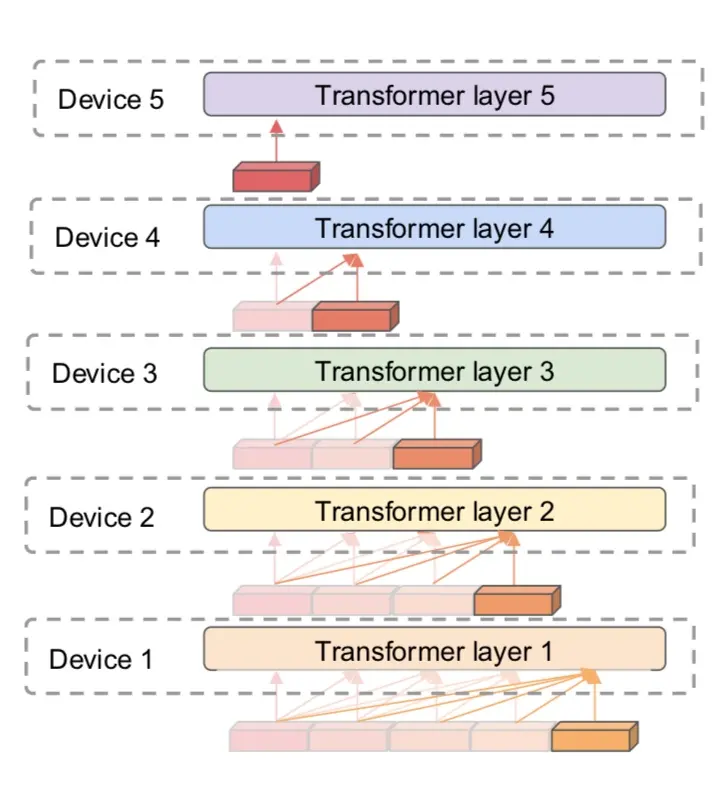 Device 5
Transformer layer 5
Device 4
Transformer layer 4
Device 3
Transformer layer 3
Device 2
Transformer layer 2
Device 1
Transformer layer 1